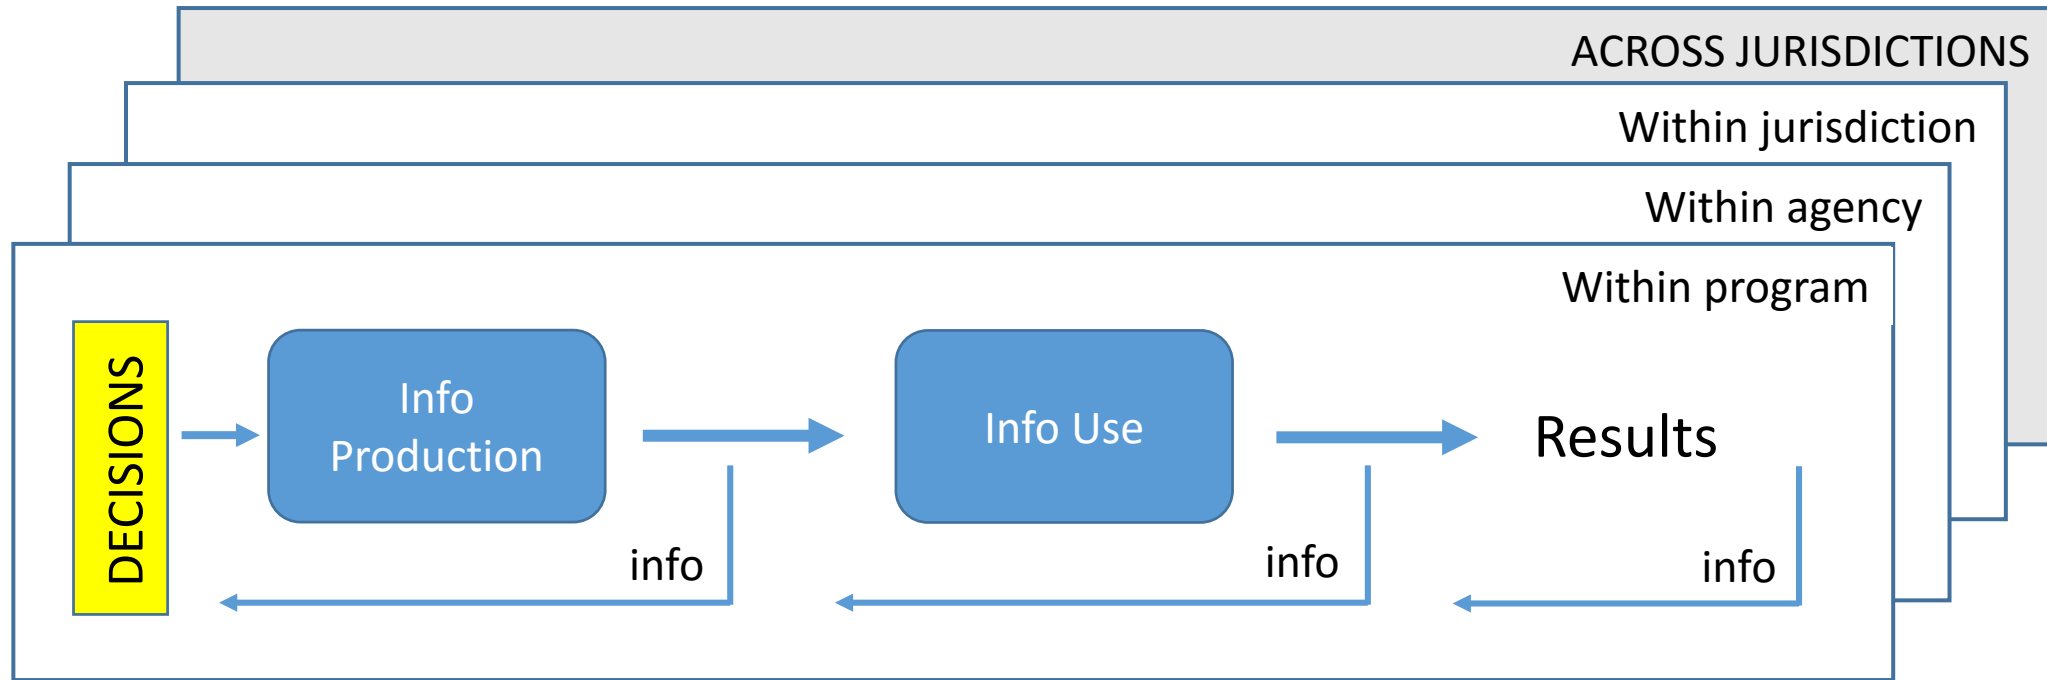 ACROSS JURISDICTIONS
Within jurisdiction
Within agency
Within program
DECISIONS
Info
Production
Info Use
Results
info
info
info